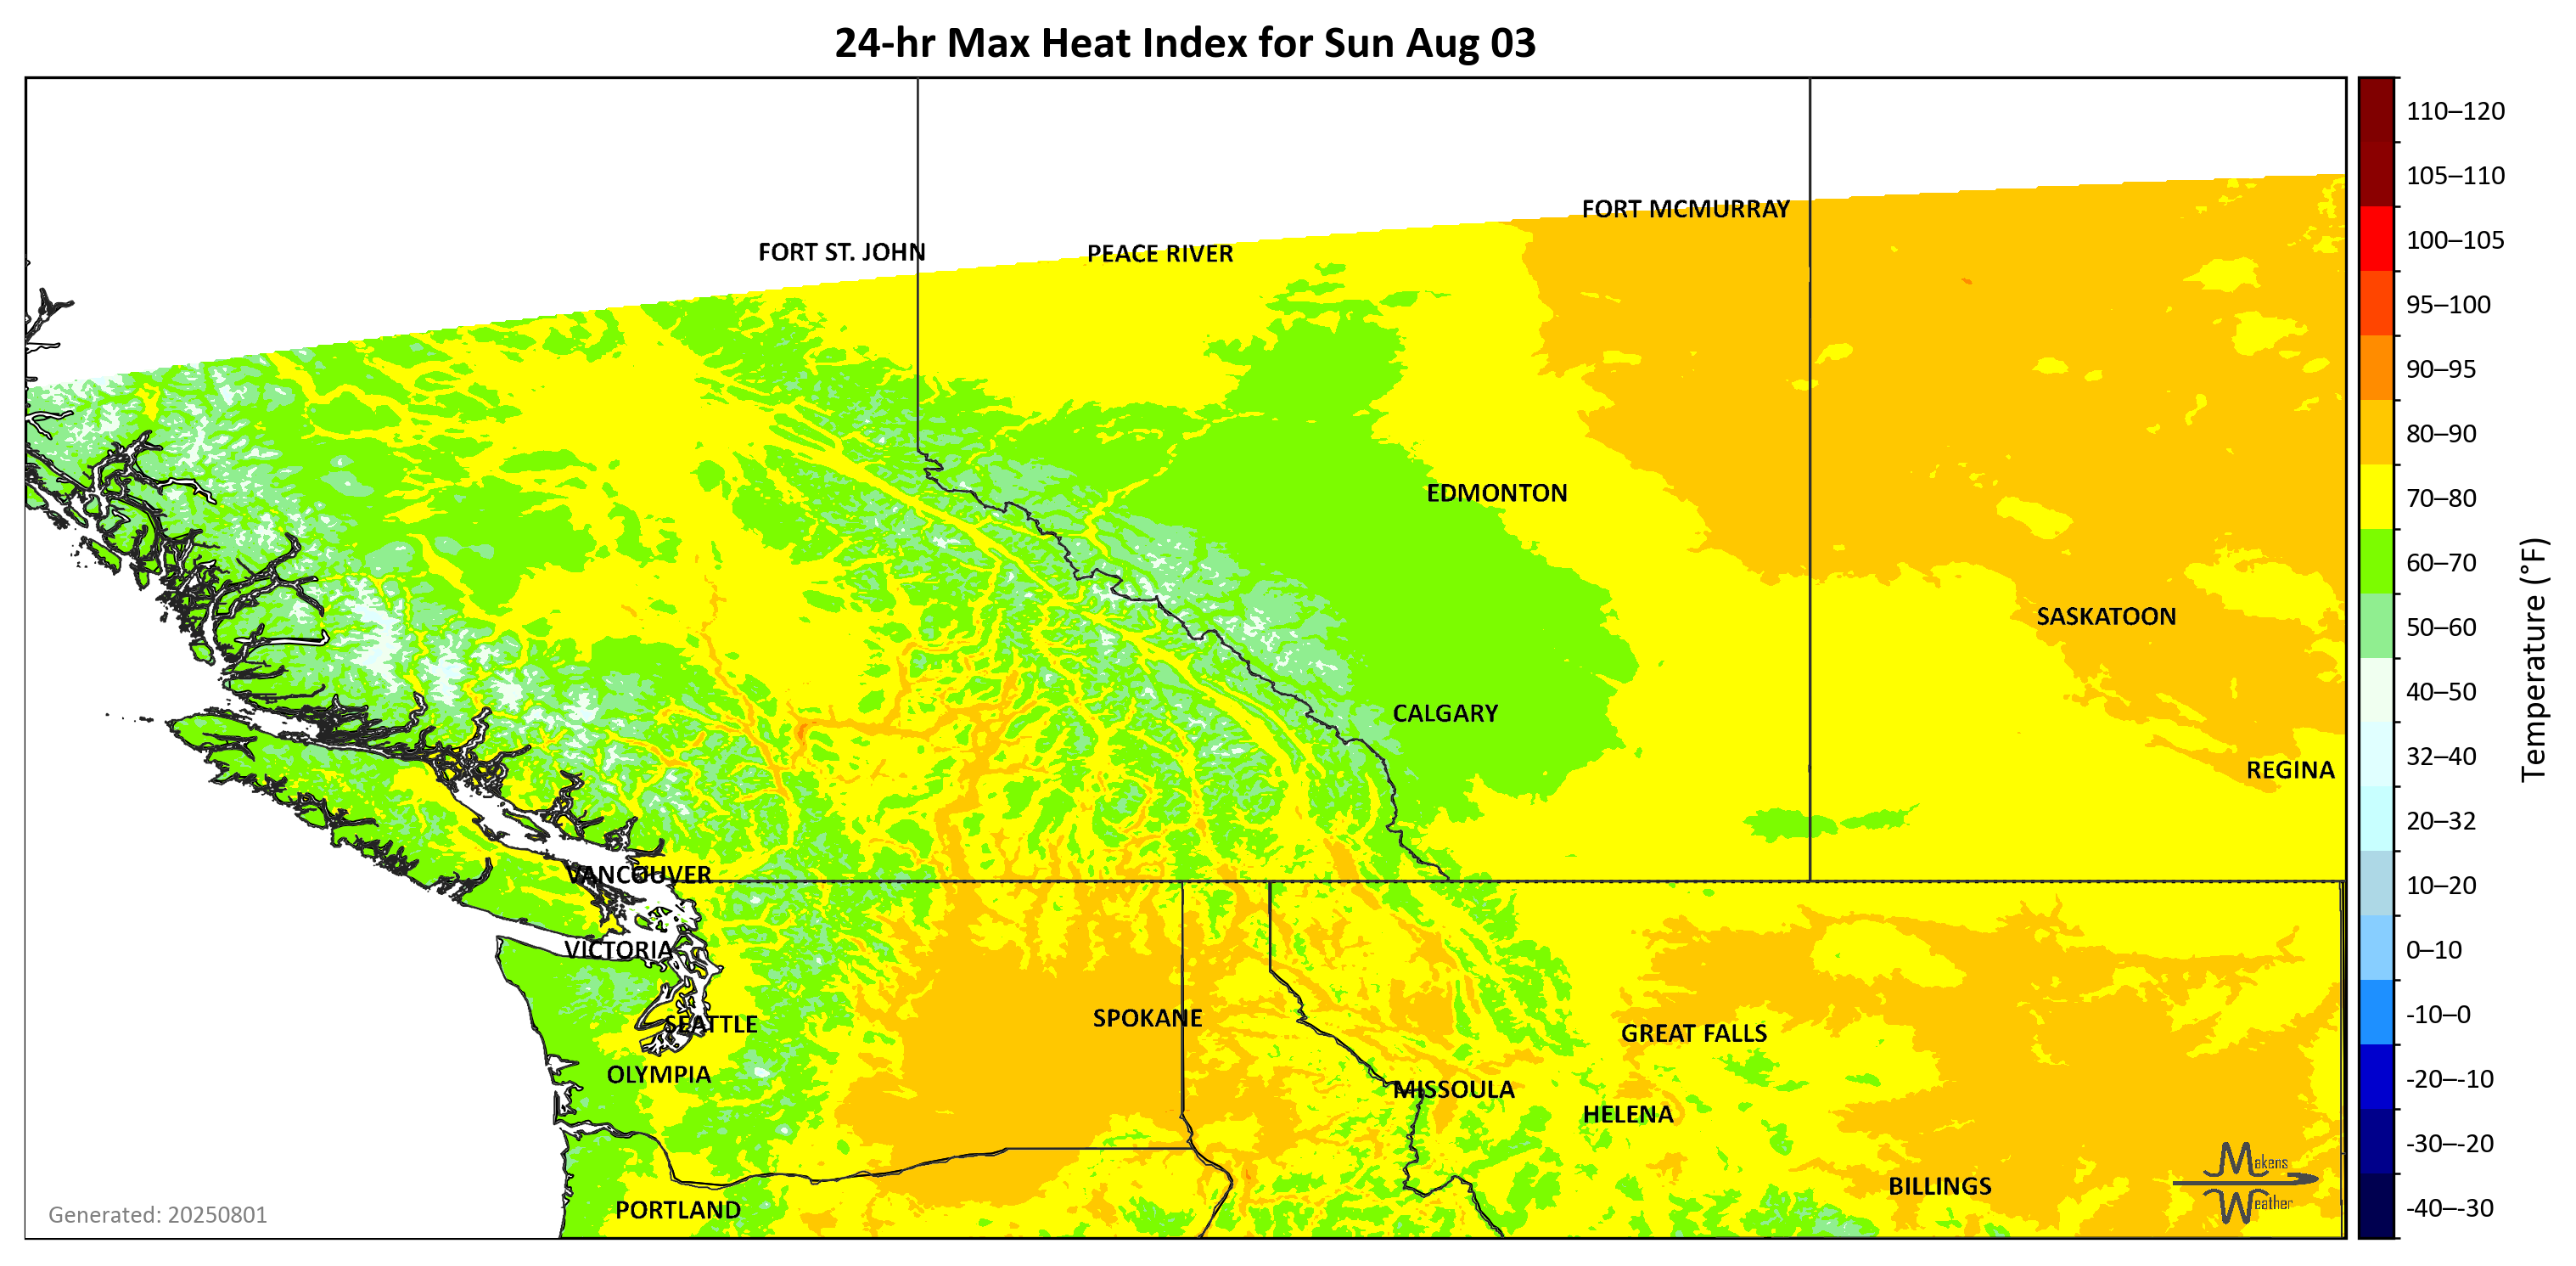 24-hr Max Heat Index for Sun Aug 03
FORT MCMURRAY
FORT ST. JOHN
PEACE RIVER
EDMONTON
SASKATOON
CALGARY
REGINA
VANCOUVER
VICTORIA
SEATTLE
SPOKANE
GREAT FALLS
OLYMPIA
MISSOULA
HELENA
BILLINGS
PORTLAND
Makens
Weather
Generated: 20250801
110–120
105–110
100–105
95–100
90–95
80–90
70–80
60–70
50–60
40–50
32–40
20–32
10–20
0–10
-10–0
-20–-10
-30–-20
-40–-30
Temperature (°F)